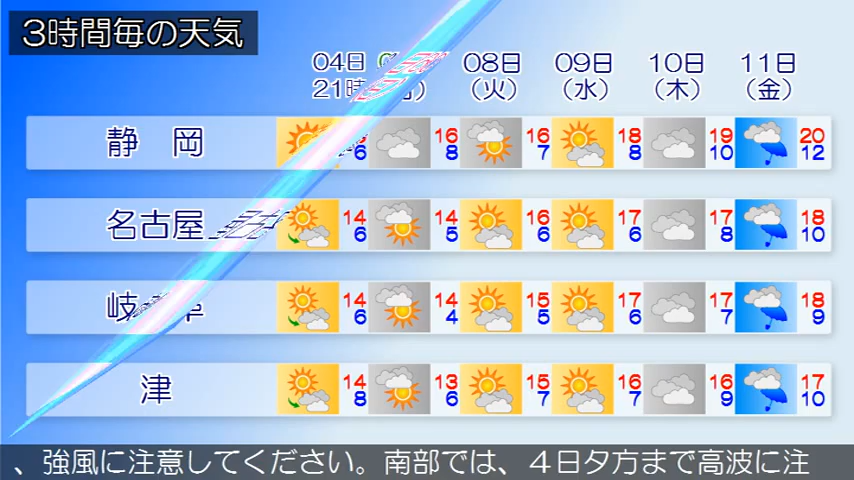 3時間毎の天気
04日 08日 09日 10日 11日
21時 （火） （水） （木） （金）
静岡 6 16 8 16 7 18 8 19 10 20 12
名古屋 14 6 14 5 16 6 17 6 17 8 18 10
岐阜 14 6 14 4 15 5 17 6 17 7 18 9
津 14 8 13 6 15 7 16 7 16 9 17 10
、強風に注意してください。南部では、４日夕方まで高波に注